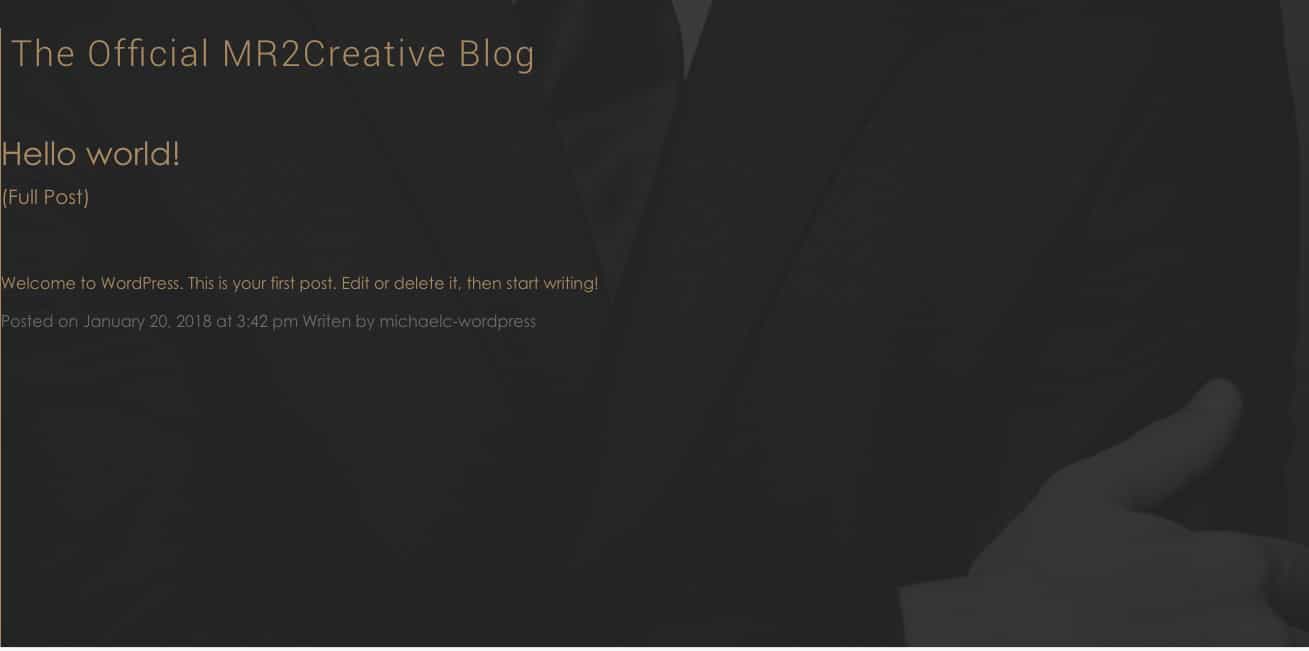 The Official MR2Creative Blog
Hello world!
(Full Post)
Welcome to WordPress. This is your first post. Edit or delete it, then start writing!
Posted on January 20, 2018 at 3:42 pm Writen by michaelc-wordpress